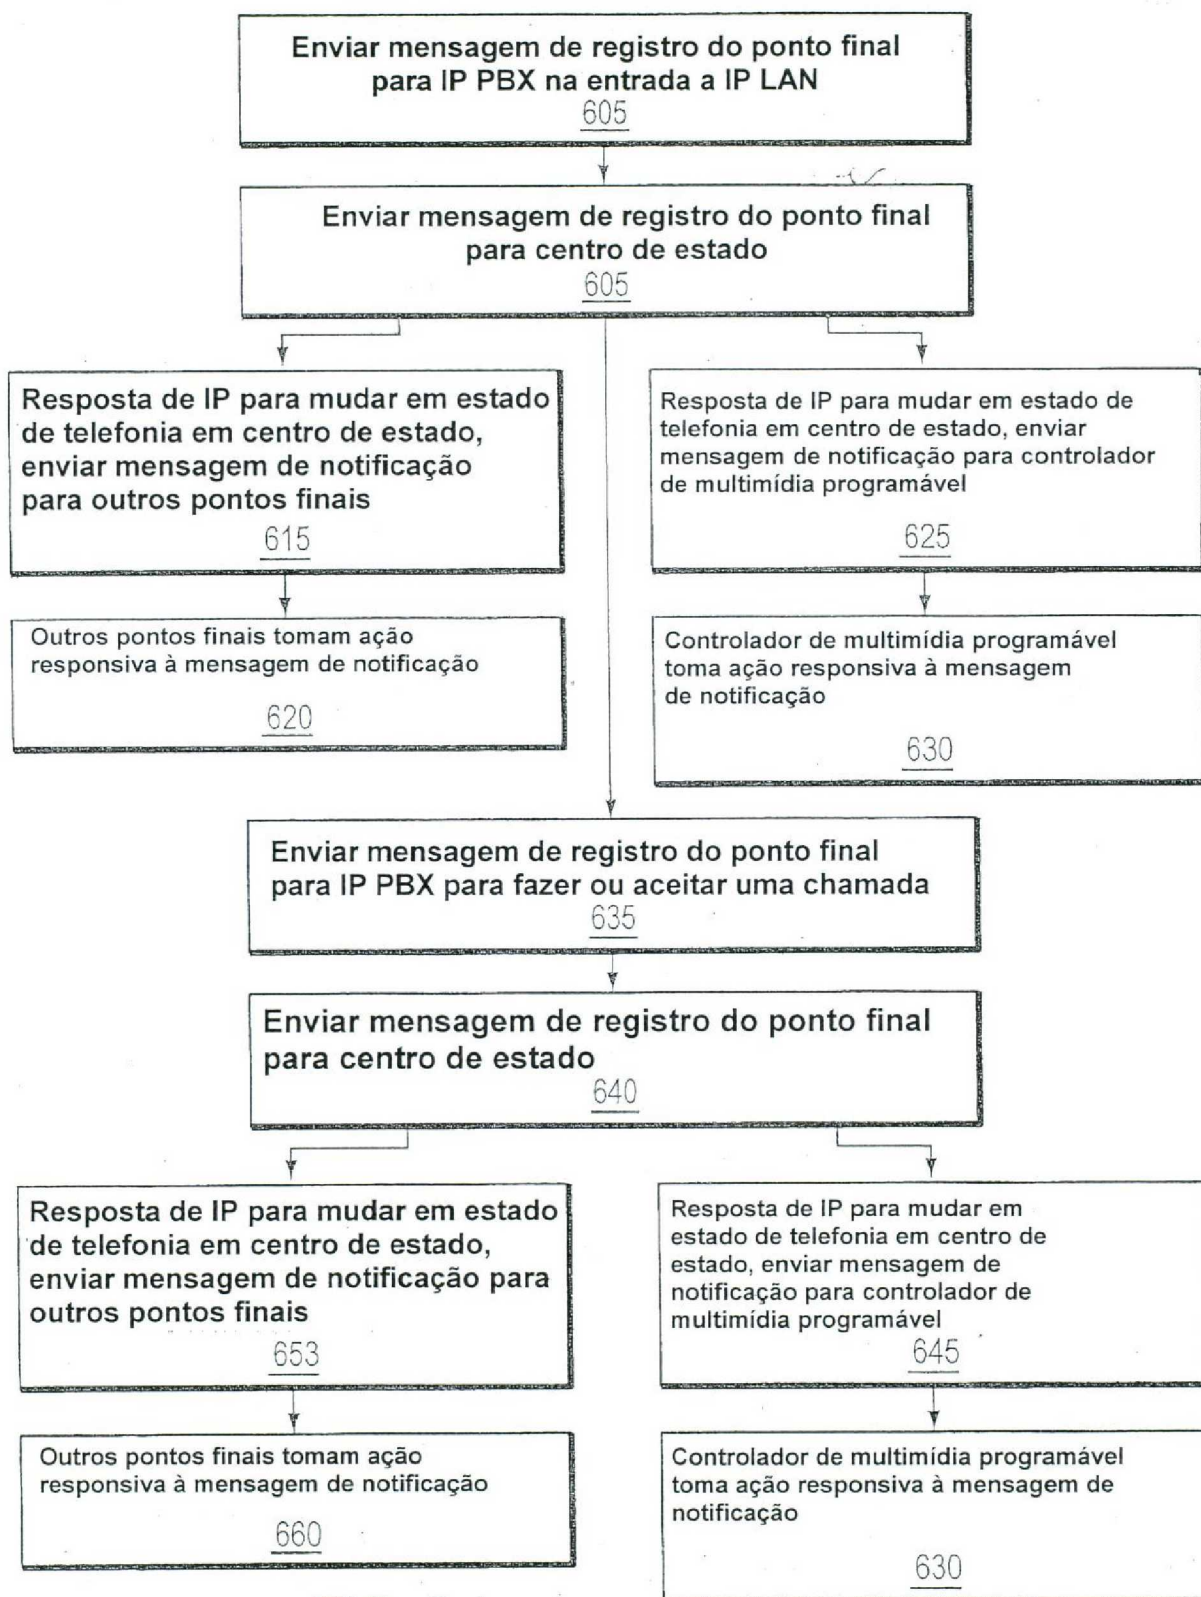 Enviar mensagem de registro do ponto final
para IP PBX na entrada a IP LAN
605
Enviar mensagem de registro do ponto final
para centro de estado
605
Resposta de IP para mudar em estado
de telefonia em centro de estado,
enviar mensagem de notificação
para outros pontos finais
615
Resposta de IP para mudar em estado de
telefonia em centro de estado, enviar
mensagem de notificação para controlador
de multimídia programável
625
Outros pontos finais tomam ação
responsiva à mensagem de notificação
620
Controlador de multimídia programável
toma ação responsiva à mensagem
de notificação
630
Enviar mensagem de registro do ponto final
para IP PBX para fazer ou aceitar uma chamada
635
Enviar mensagem de registro do ponto final
para centro de estado
640
Resposta de IP para mudar em estado
de telefonia em centro de estado,
enviar mensagem de notificação para
outros pontos finais
653
Resposta de IP para mudar em
estado de telefonia em centro de
estado, enviar mensagem de
notificação para controlador de
multimídia programável
645
Outros pontos finais tomam ação
responsiva à mensagem de notificação
660
Controlador de multimídia programável
toma ação responsiva à mensagem de
notificação
630